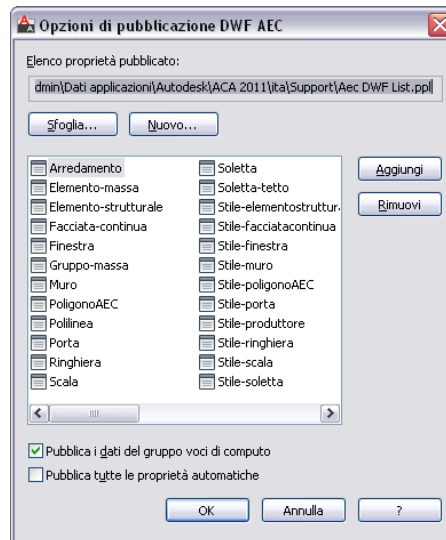 Opzioni di pubblicazione DWF AEC
Elenco proprietà pubblicato:
dmin\Dati applicazioni\Autodesk\ACA 2011\ita\Support\Aec DWF List.ppl
Sfoglia... Nuovo...
Arredamento
Elemento-massa
Elemento-strutturale
Facciata-continua
Finestra
Gruppo-massa
Muro
PoligonoAEC
Polilinea
Porta
Ringhiera
Scala
Soletta
Soletta-tetto
Stile-elementostruttur
Stile-facciatacontinua
Stile-finestra
Stile-muro
Stile-poligonoAEC
Stile-porta
Stile-produttore
Stile-ringhiera
Stile-scala
Stile-soletta
Aggiungi
Rimuovi
Pubblica i dati del gruppo voci di computo
Pubblica tutte le proprietà automatiche
OK Annulla ?